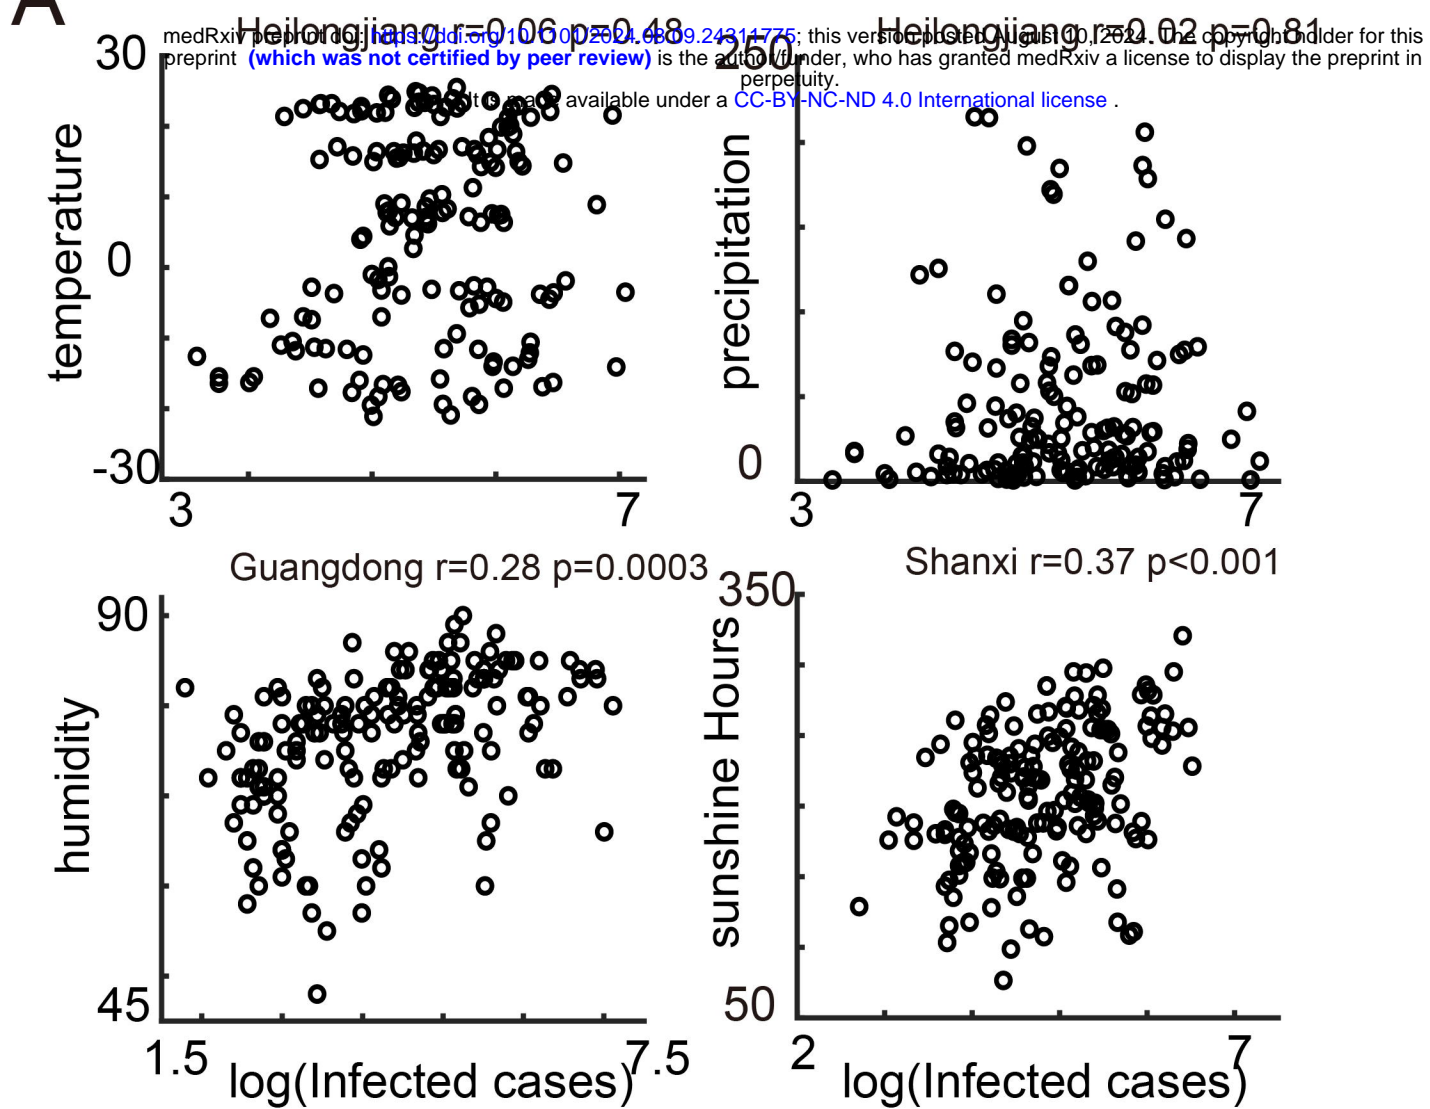 A
Heilongjiang r=0.06 p=0.48
Heilongjiang r=0.02 p=0.81
medRxiv preprint doi: https://doi.org/10.1101/2024.08.09.24311775; this version posted August 10, 2024. The copyright holder for this
preprint (which was not certified by peer review) is the author/funder, who has granted medRxiv a license to display the preprint in
perpetuity.
It is made available under a CC-BY-NC-ND 4.0 International license .
30
0
-30
temperature
3
7
250
0
precipitation
3
7
Guangdong r=0.28 p=0.0003
90
45
humidity
1.5
7.5
log(Infected cases)
Shanxi r=0.37 p<0.001
350
50
sunshine Hours
2
7
log(Infected cases)